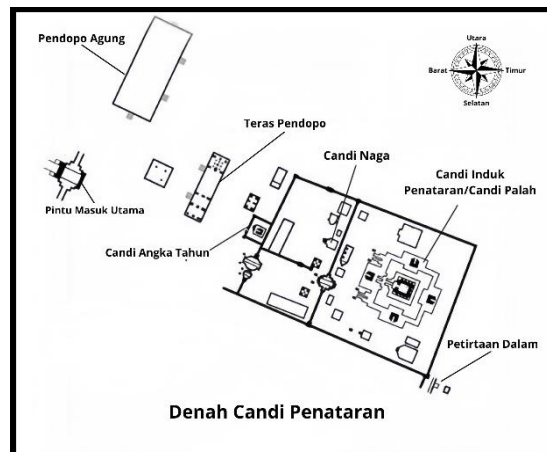 Pendopo Agung
Utara
Barat
Timur
Selatan
Teras Pendopo
Candi Naga
Candi Induk
Penataran/Candi Palah
Pintu Masuk Utama
Candi Angka Tahun
Petirtaan Dalam
Denah Candi Penataran